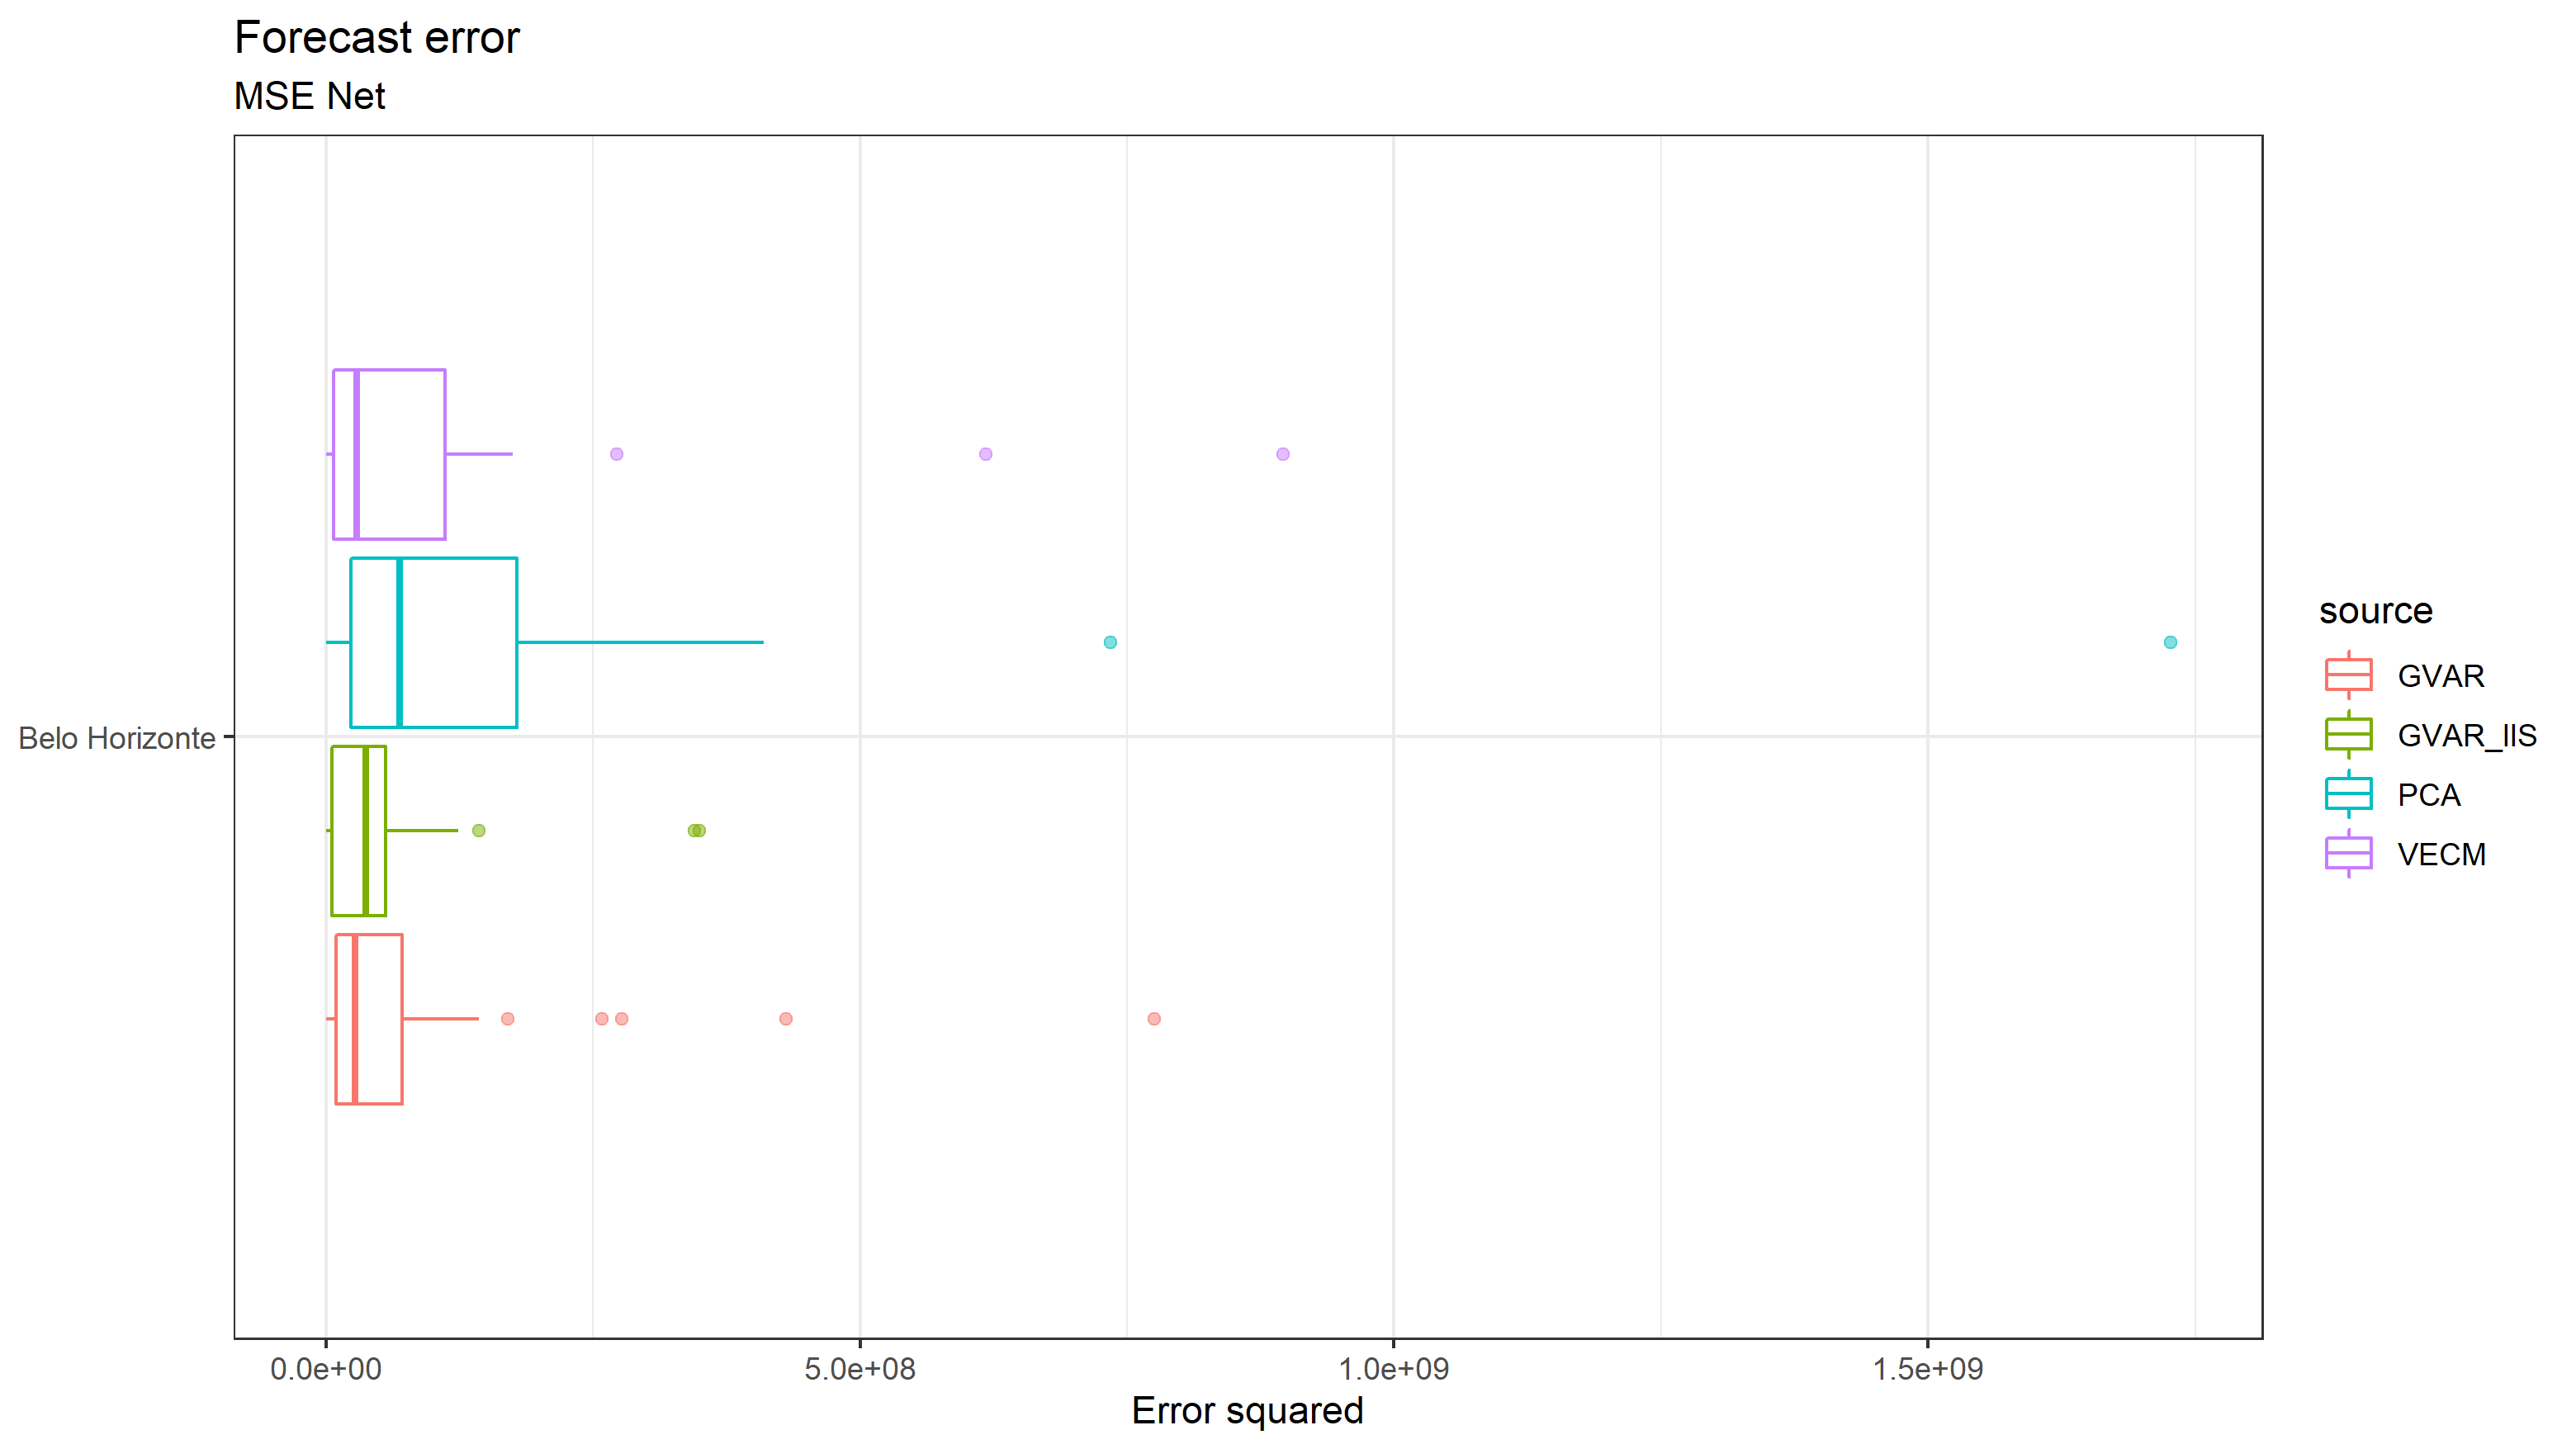 Forecast error
MSE Net
Belo Horizonte
0.0e+00
5.0e+08
1.0e+09
1.5e+09
Error squared
source
GVAR
GVAR_IIS
PCA
VECM